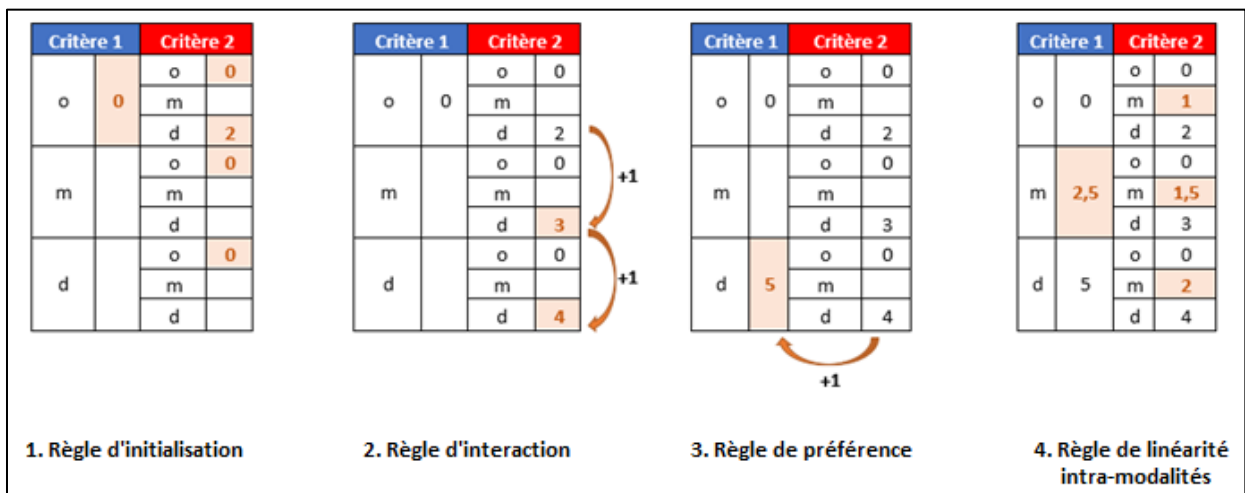 Critère 1 Critère 2
o 0
o 0 m
d 2
o 0
m m
d
o 0
d m
d
1. Règle d'initialisation
Critère 1 Critère 2
o 0
o 0 m
d 2
+1
o 0
m m
d 3
o 0
+1
d m
d 4
2. Règle d'interaction
Critère 1 Critère 2
o 0
o 0 m
d 2
o 0
m m
d 3
o 0
d 5 m
d 4
+1
3. Règle de préférence
Critère 1 Critère 2
o 0
o 0 m 1
d 2
o 0
m 2,5 m 1,5
d 3
o 0
d 5 m 2
d 4
4. Règle de linéarité
intra-modalités